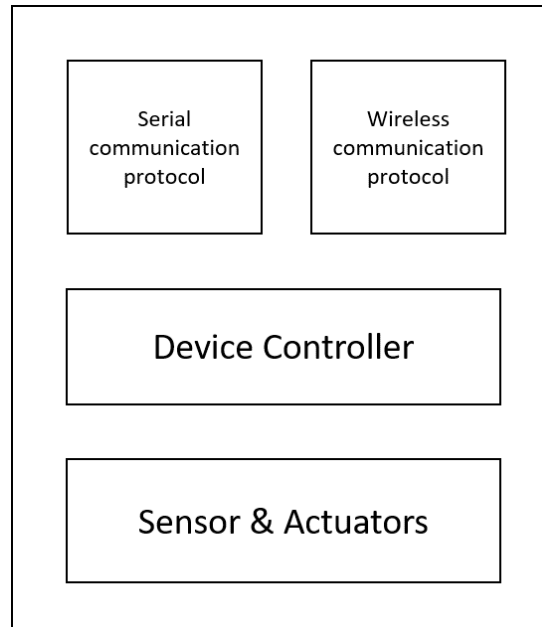 Serial
communication
protocol
Wireless
communication
protocol
Device Controller
Sensor & Actuators